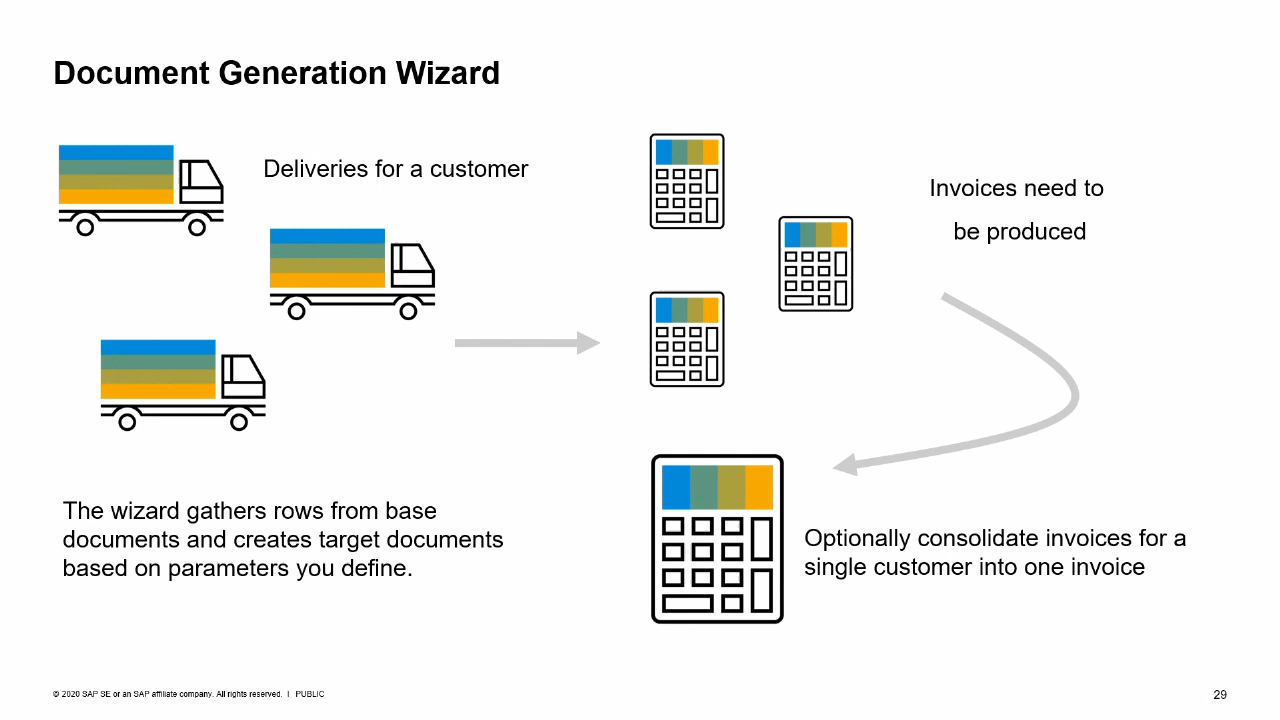 Document Generation Wizard
Deliveries for a customer
Invoices need to
be produced
The wizard gathers rows from base
documents and creates target documents
based on parameters you define.
Optionally consolidate invoices for a
single customer into one invoice
© 2020 SAP SE or an SAP affiliate company. All rights reserved. I PUBLIC
29